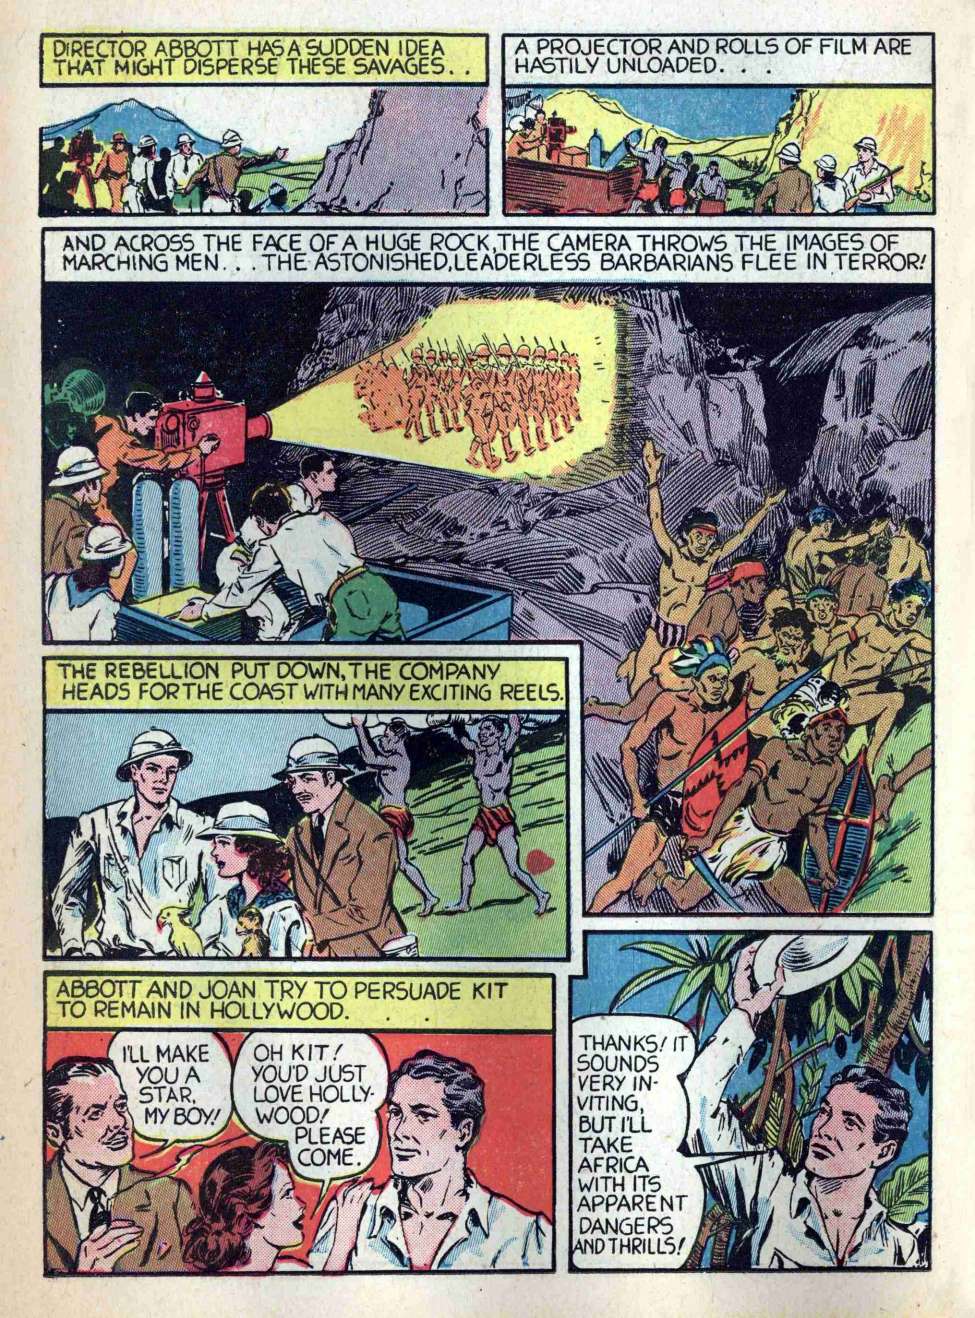 DIRECTOR ABBOTT HAS A SUDDEN IDEA
THAT MIGHT DISPERSE THESE SAVAGES. .
A PROJECTOR AND ROLLS OF FILM ARE
HASTILY UNLOADED. . .
AND ACROSS THE FACE OF A HUGE ROCK, THE CAMERA THROWS THE IMAGES OF
MARCHING MEN. . . THE ASTONISHED, LEADERLESS BARBARIANS FLEE IN TERROR!
THE REBELLION PUT DOWN, THE COMPANY
HEADS FOR THE COAST WITH MANY EXCITING REELS.
ABBOTT AND JOAN TRY TO PERSUADE KIT
TO REMAIN IN HOLLYWOOD. . .
I'LL MAKE
YOU A
STAR,
MY BOY!
OH KIT!
YOU'D JUST
LOVE HOLLY-
WOOD!
PLEASE
COME.
THANKS! IT
SOUNDS
VERY IN-
VITING,
BUT I'LL
TAKE
AFRICA
WITH ITS
APPARENT
DANGERS
AND THRILLS!